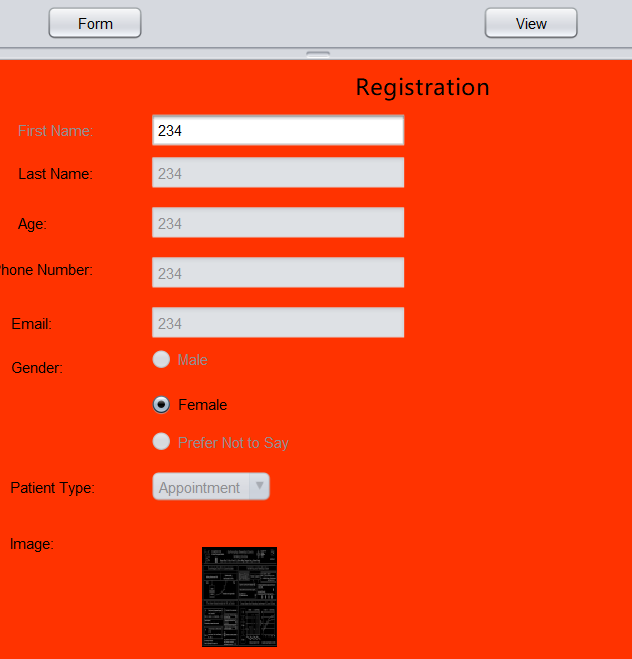 Form View
Registration
First Name: 234
Last Name: 234
Age: 234
hone Number: 234
Email: 234
Gender: Male
Female
Prefer Not to Say
Patient Type: Appointment
Image: